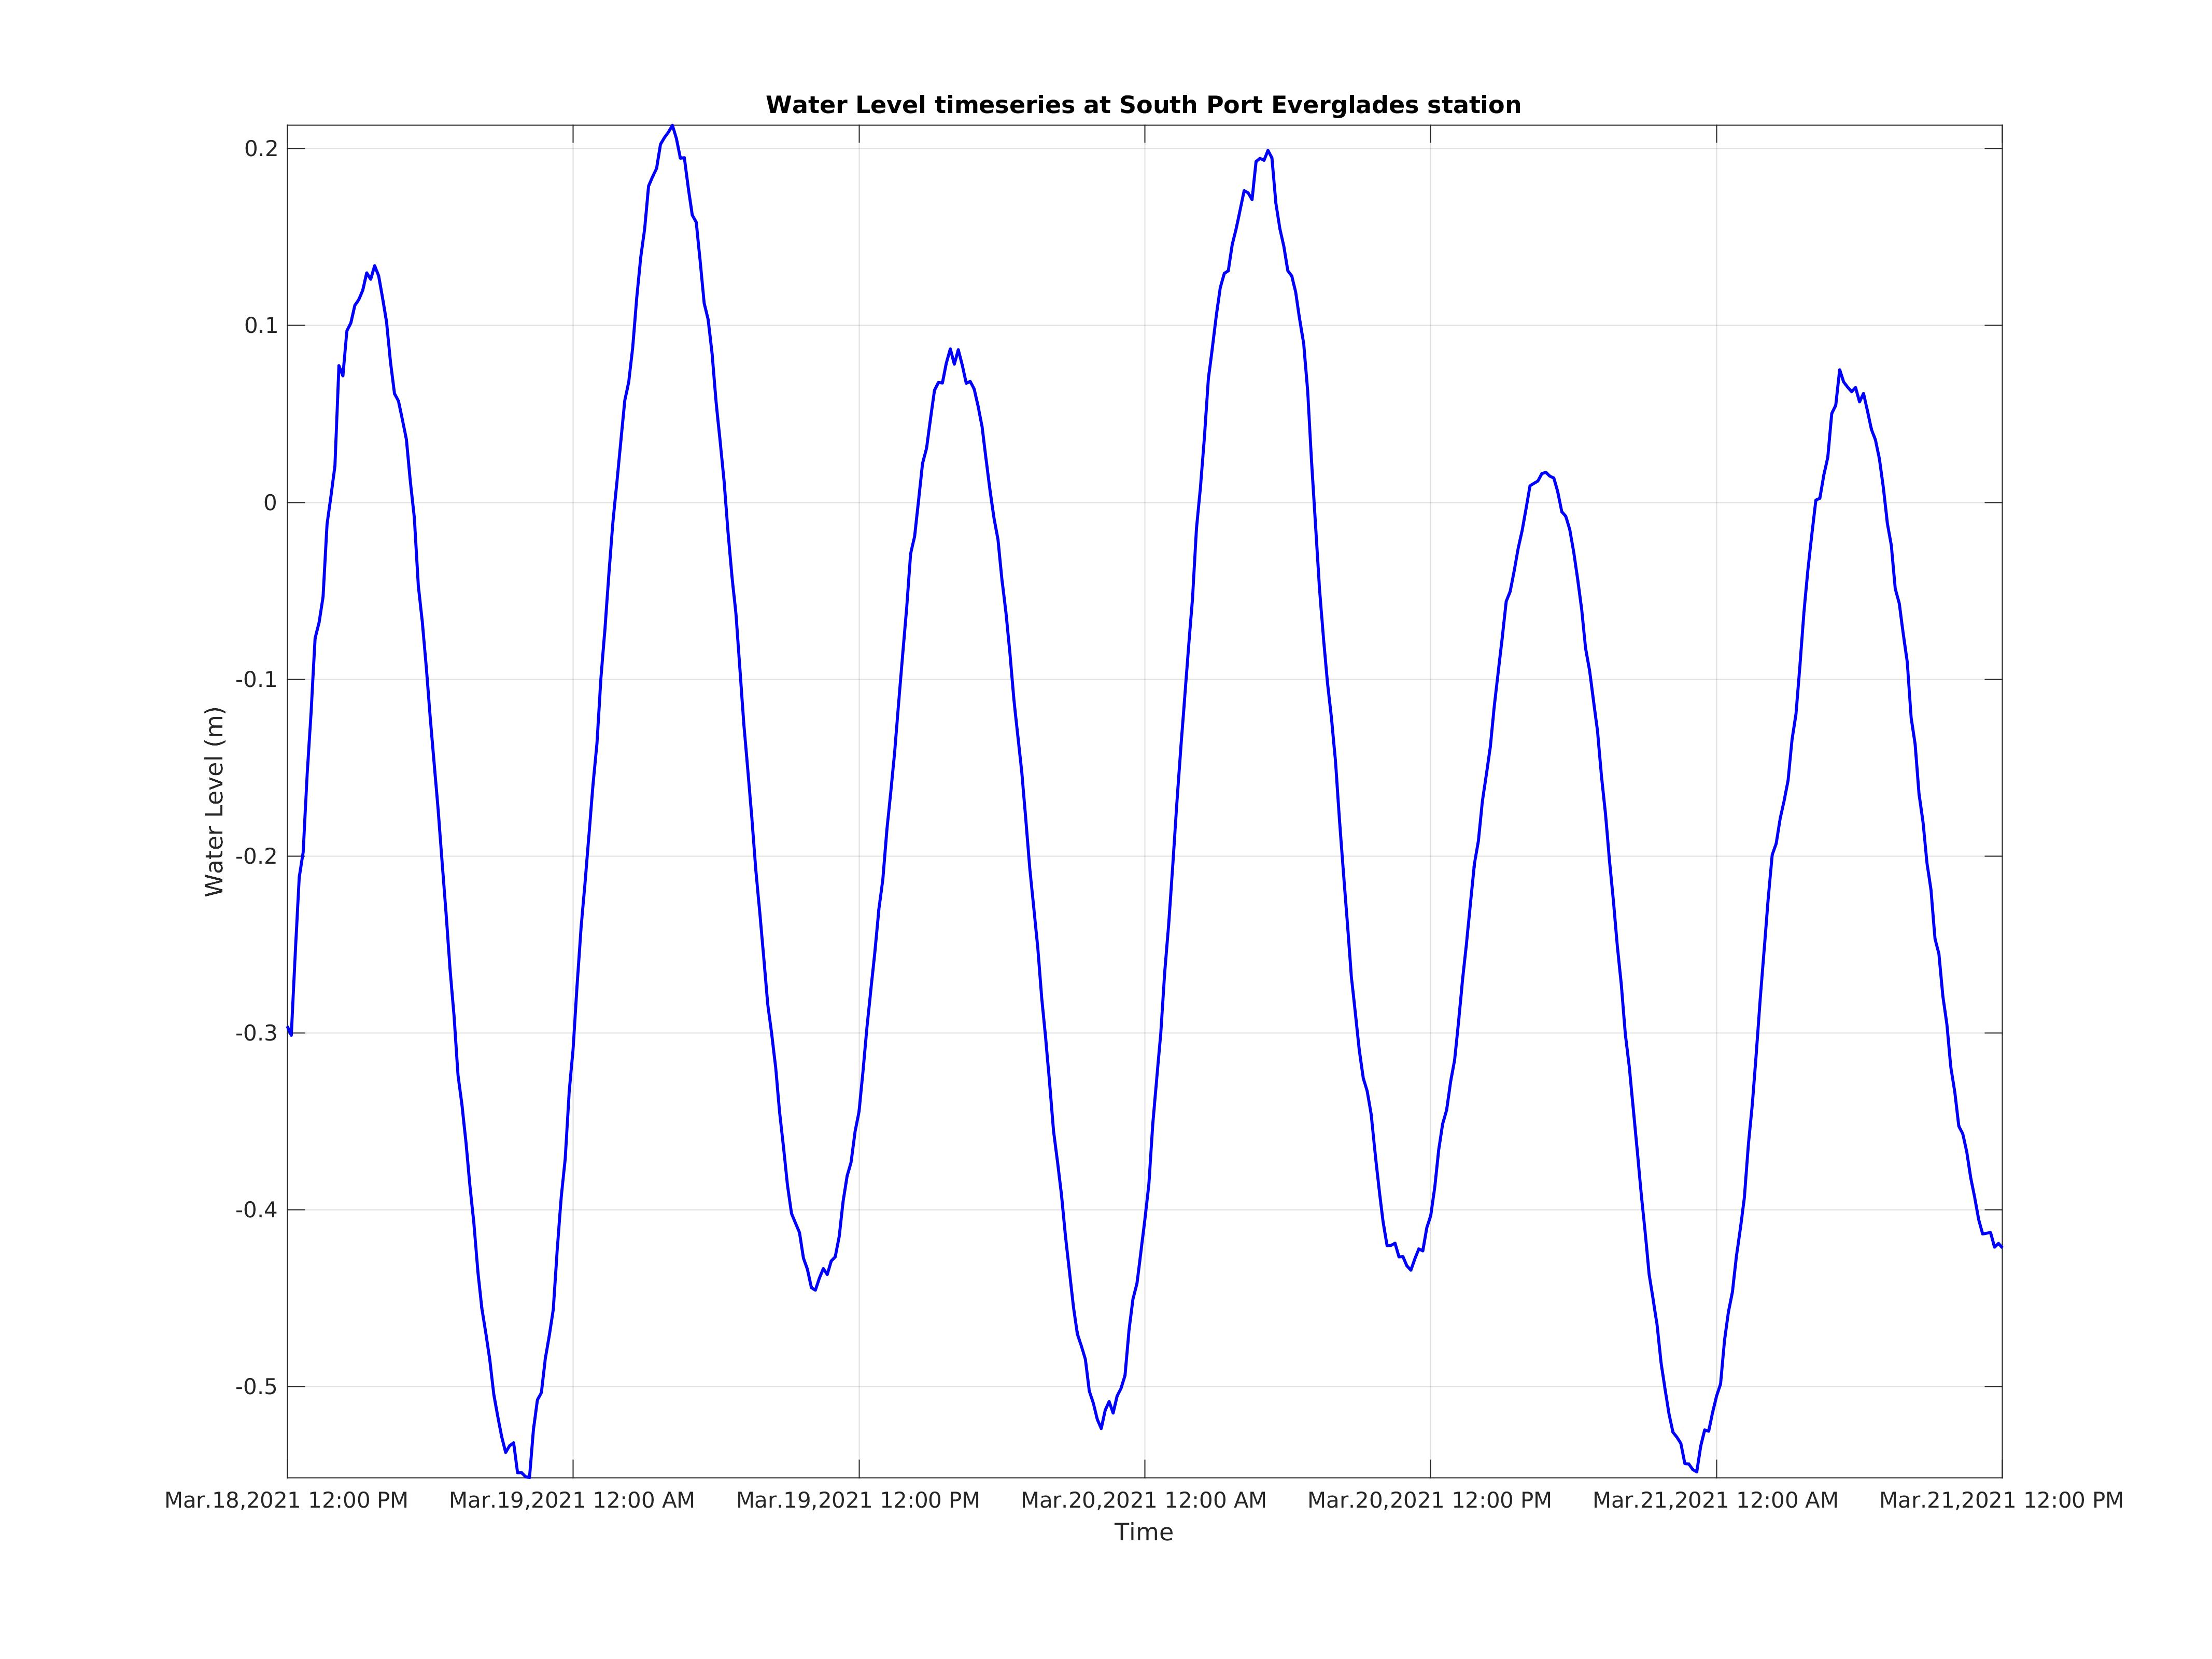 Water Level timeseries at South Port Everglades station
0.2
0.1
0
-0.1
-0.2
-0.3
-0.4
-0.5
Water Level (m)
Mar.18,2021 12:00 PM Mar.19,2021 12:00 AM Mar.19,2021 12:00 PM Mar.20,2021 12:00 AM Mar.20,2021 12:00 PM Mar.21,2021 12:00 AM Mar.21,2021 12:00 PM
Time